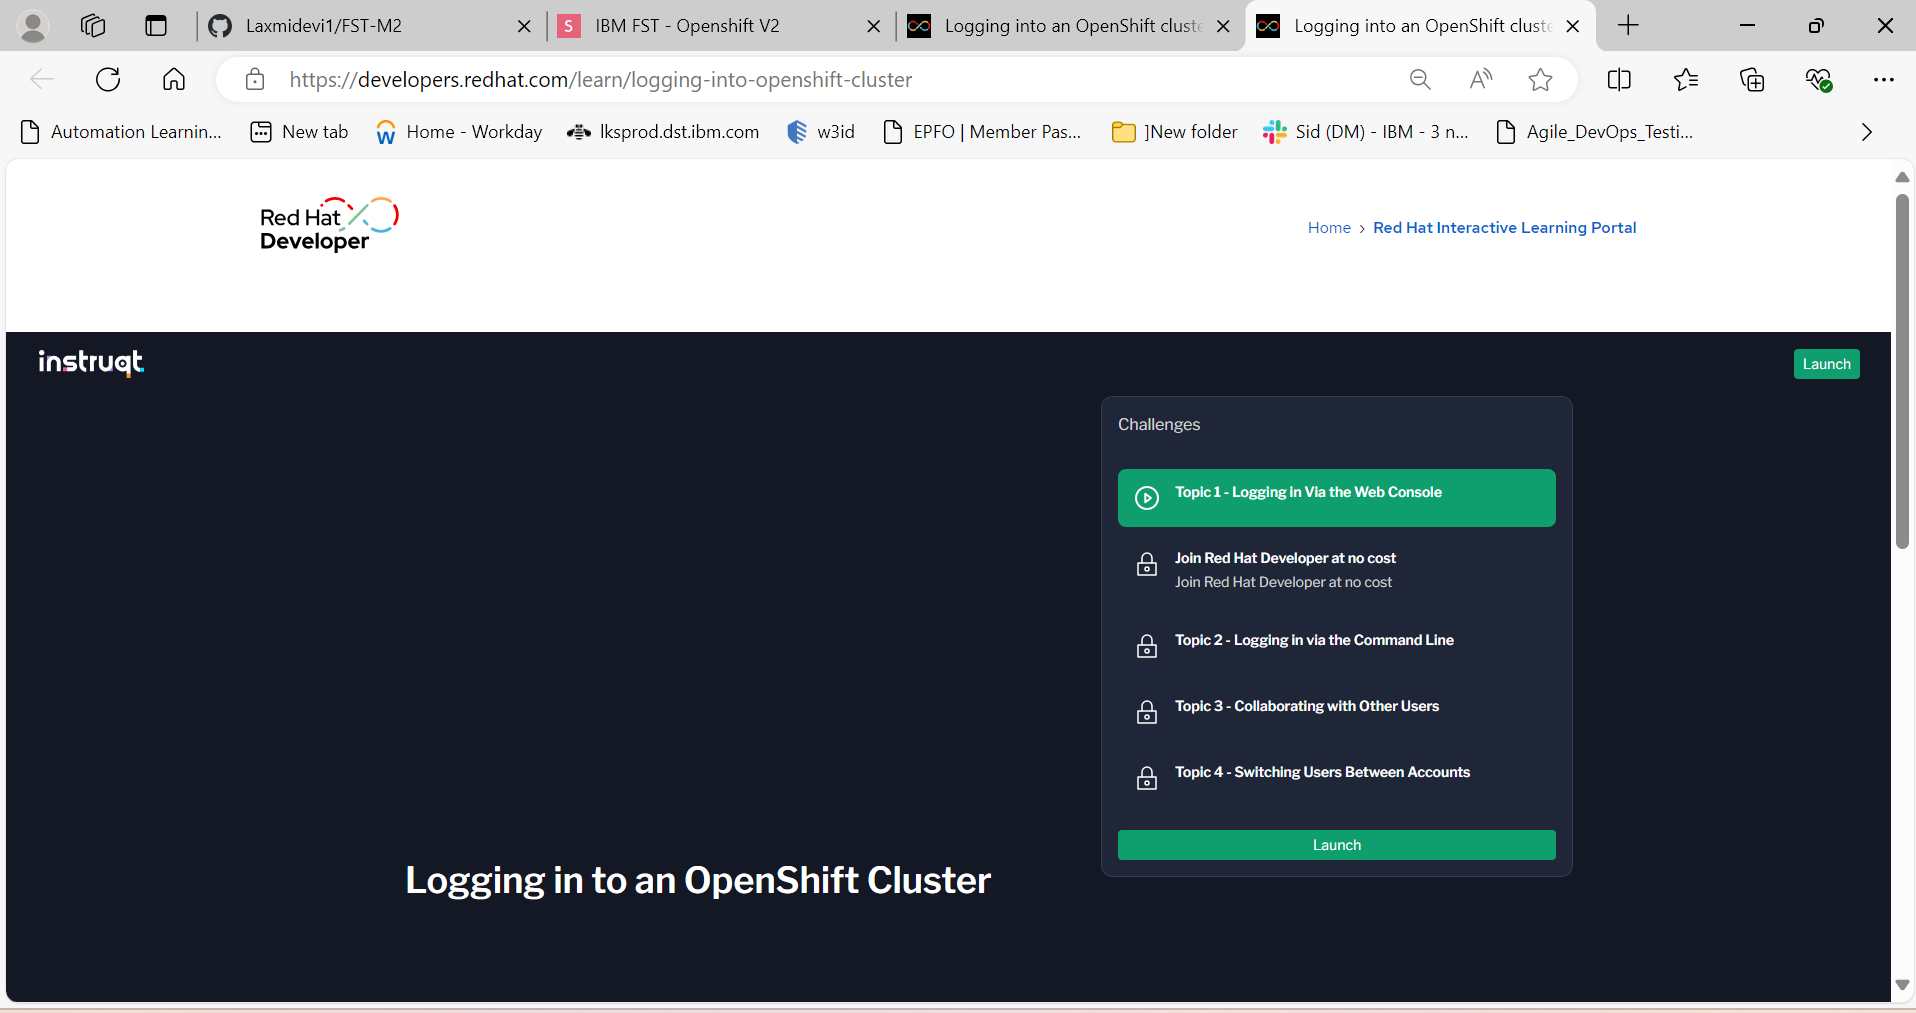 Laxmidevi1/FST-M2
S
IBM FST - Openshift V2
Logging into an OpenShift cluste
Logging into an OpenShift cluste
https://developers.redhat.com/learn/logging-into-openshift-cluster
Automation Learnin...
New tab
Home - Workday
lksprod.dst.ibm.com
w3id
EPFO | Member Pas...
]New folder
Sid (DM) - IBM - 3 n...
Agile_DevOps_Testi...
Red Hat
Developer
Home › Red Hat Interactive Learning Portal
instruqt
Launch
Challenges
Topic 1 - Logging in Via the Web Console
Join Red Hat Developer at no cost
Join Red Hat Developer at no cost
Topic 2 - Logging in via the Command Line
Topic 3 - Collaborating with Other Users
Topic 4 - Switching Users Between Accounts
Launch
Logging in to an OpenShift Cluster